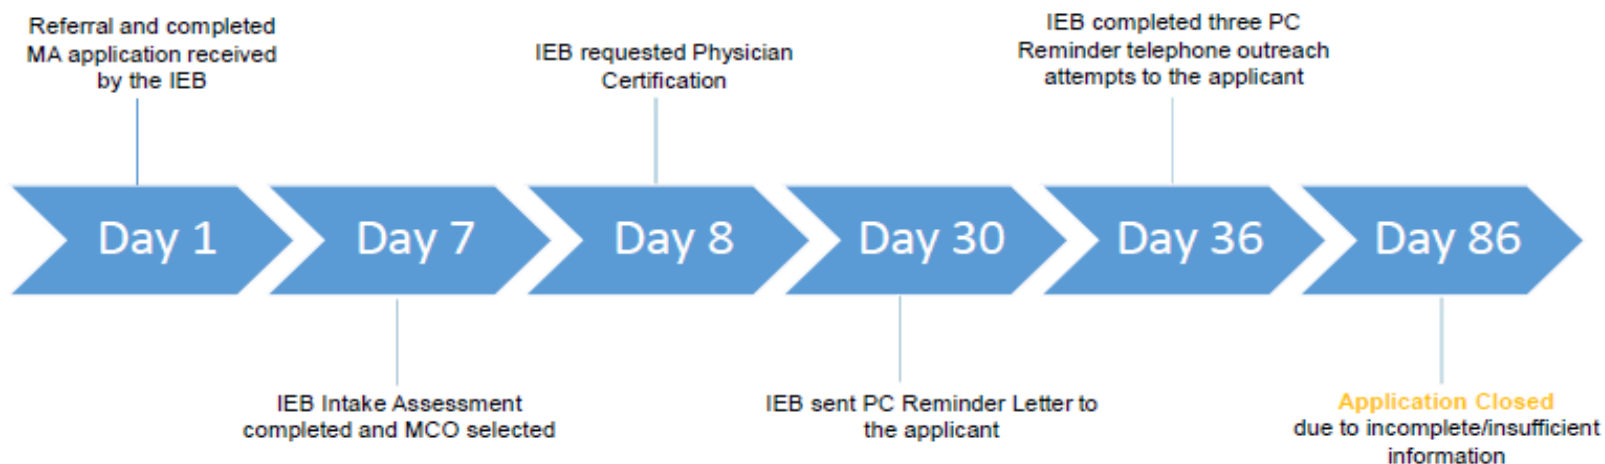 Referral and completed
MA application received
by the IEB
IEB requested Physician
Certification
IEB completed three PC
Reminder telephone outreach
attempts to the applicant
Day 1
Day 7
Day 8
Day 30
Day 36
Day 86
IEB Intake Assessment
completed and MCO selected
IEB sent PC Reminder Letter to
the applicant
Application Closed
due to incomplete/insufficient
information